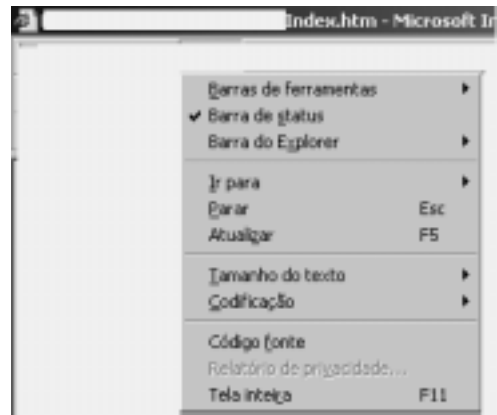 Index.htm - Microsoft In
Barras de ferramentas
Barra de status
Barra do Explorer
Ir para
Parar Esc
Atualizar F5
Tamanho do texto
Codificação
Código fonte
Relatório de privacidade...
Tela inteira F11